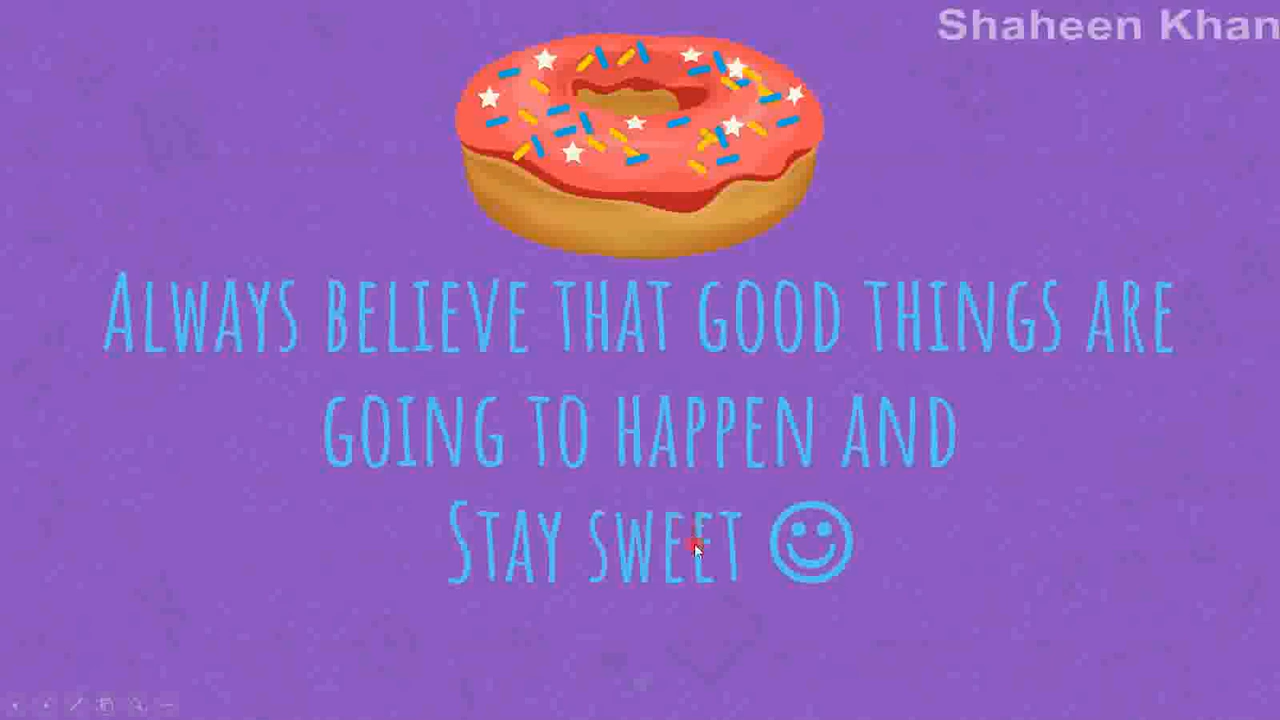 Shaheen Khan
Always believe that good things are
going to happen and
Stay sweet ☺